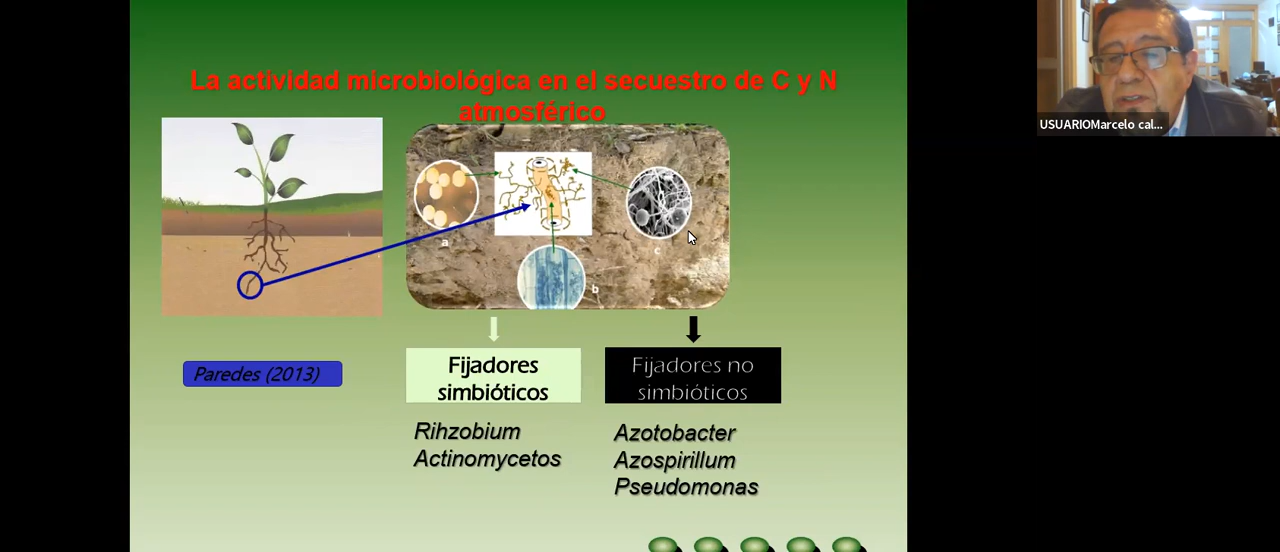 La actividad microbiológica en el secuestro de C y N
atmosférico
USUARIOMarcelo cal...
a
c
b
Paredes (2013)
Fijadores
simbióticos
Fijadores no
simbióticos
Rihzobium
Actinomycetos
Azotobacter
Azospirillum
Pseudomonas